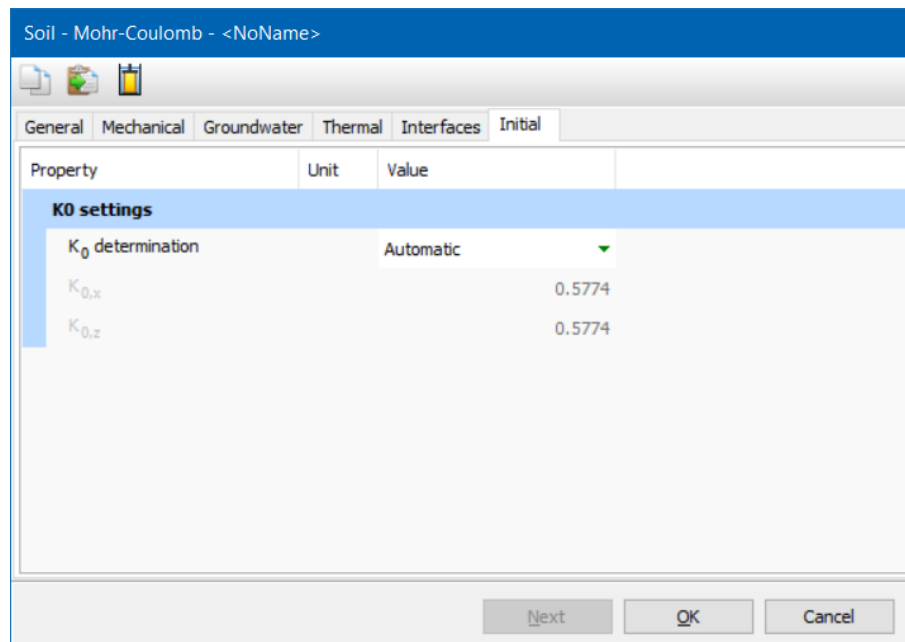 Soil - Mohr-Coulomb - <NoName>
General Mechanical Groundwater Thermal Interfaces Initial
Property Unit Value
K0 settings
K0 determination Automatic
K0,x 0.5774
K0,z 0.5774
Next OK Cancel